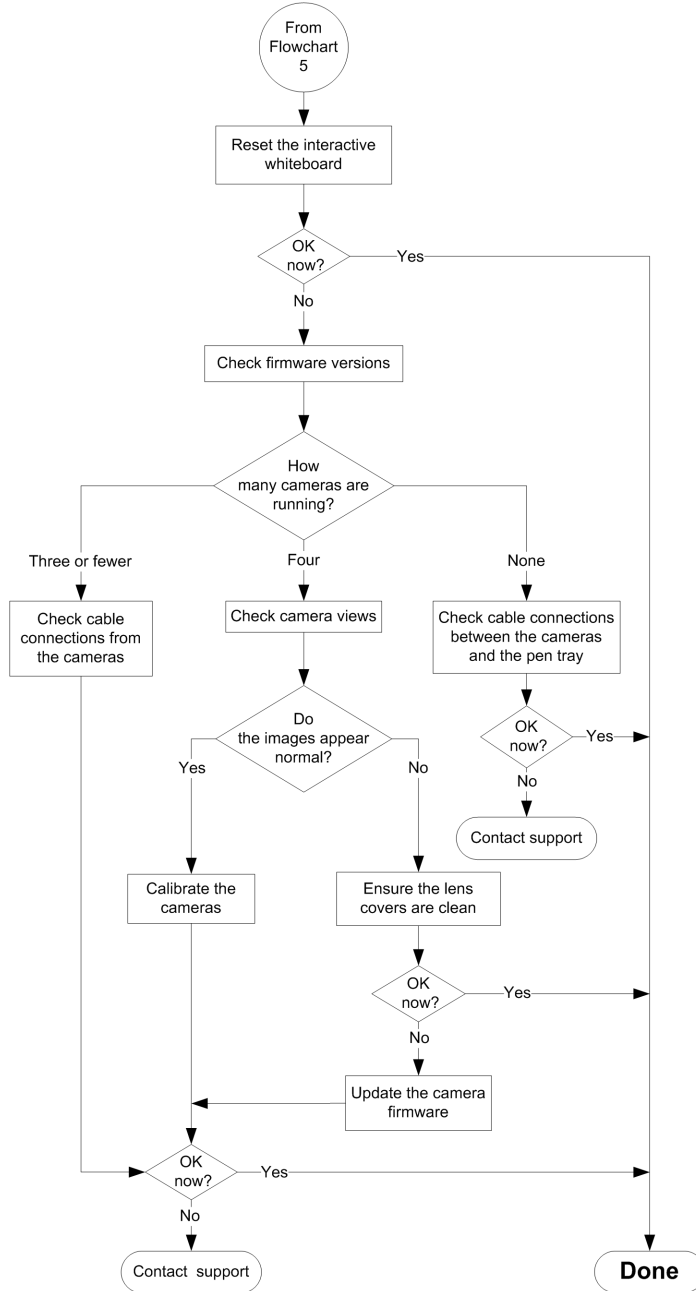 From
Flowchart
5
Reset the interactive
whiteboard
OK
now?
Yes
No
Check firmware versions
How
many cameras are
running?
Three or fewer
Four
None
Check cable
connections from
the cameras
Check camera views
Check cable connections
between the cameras
and the pen tray
Do
the images appear
normal?
Yes
No
OK
now?
Yes
No
Contact support
Calibrate the
cameras
Ensure the lens
covers are clean
OK
now?
Yes
No
Update the camera
firmware
OK
now?
Yes
No
Contact support
Done